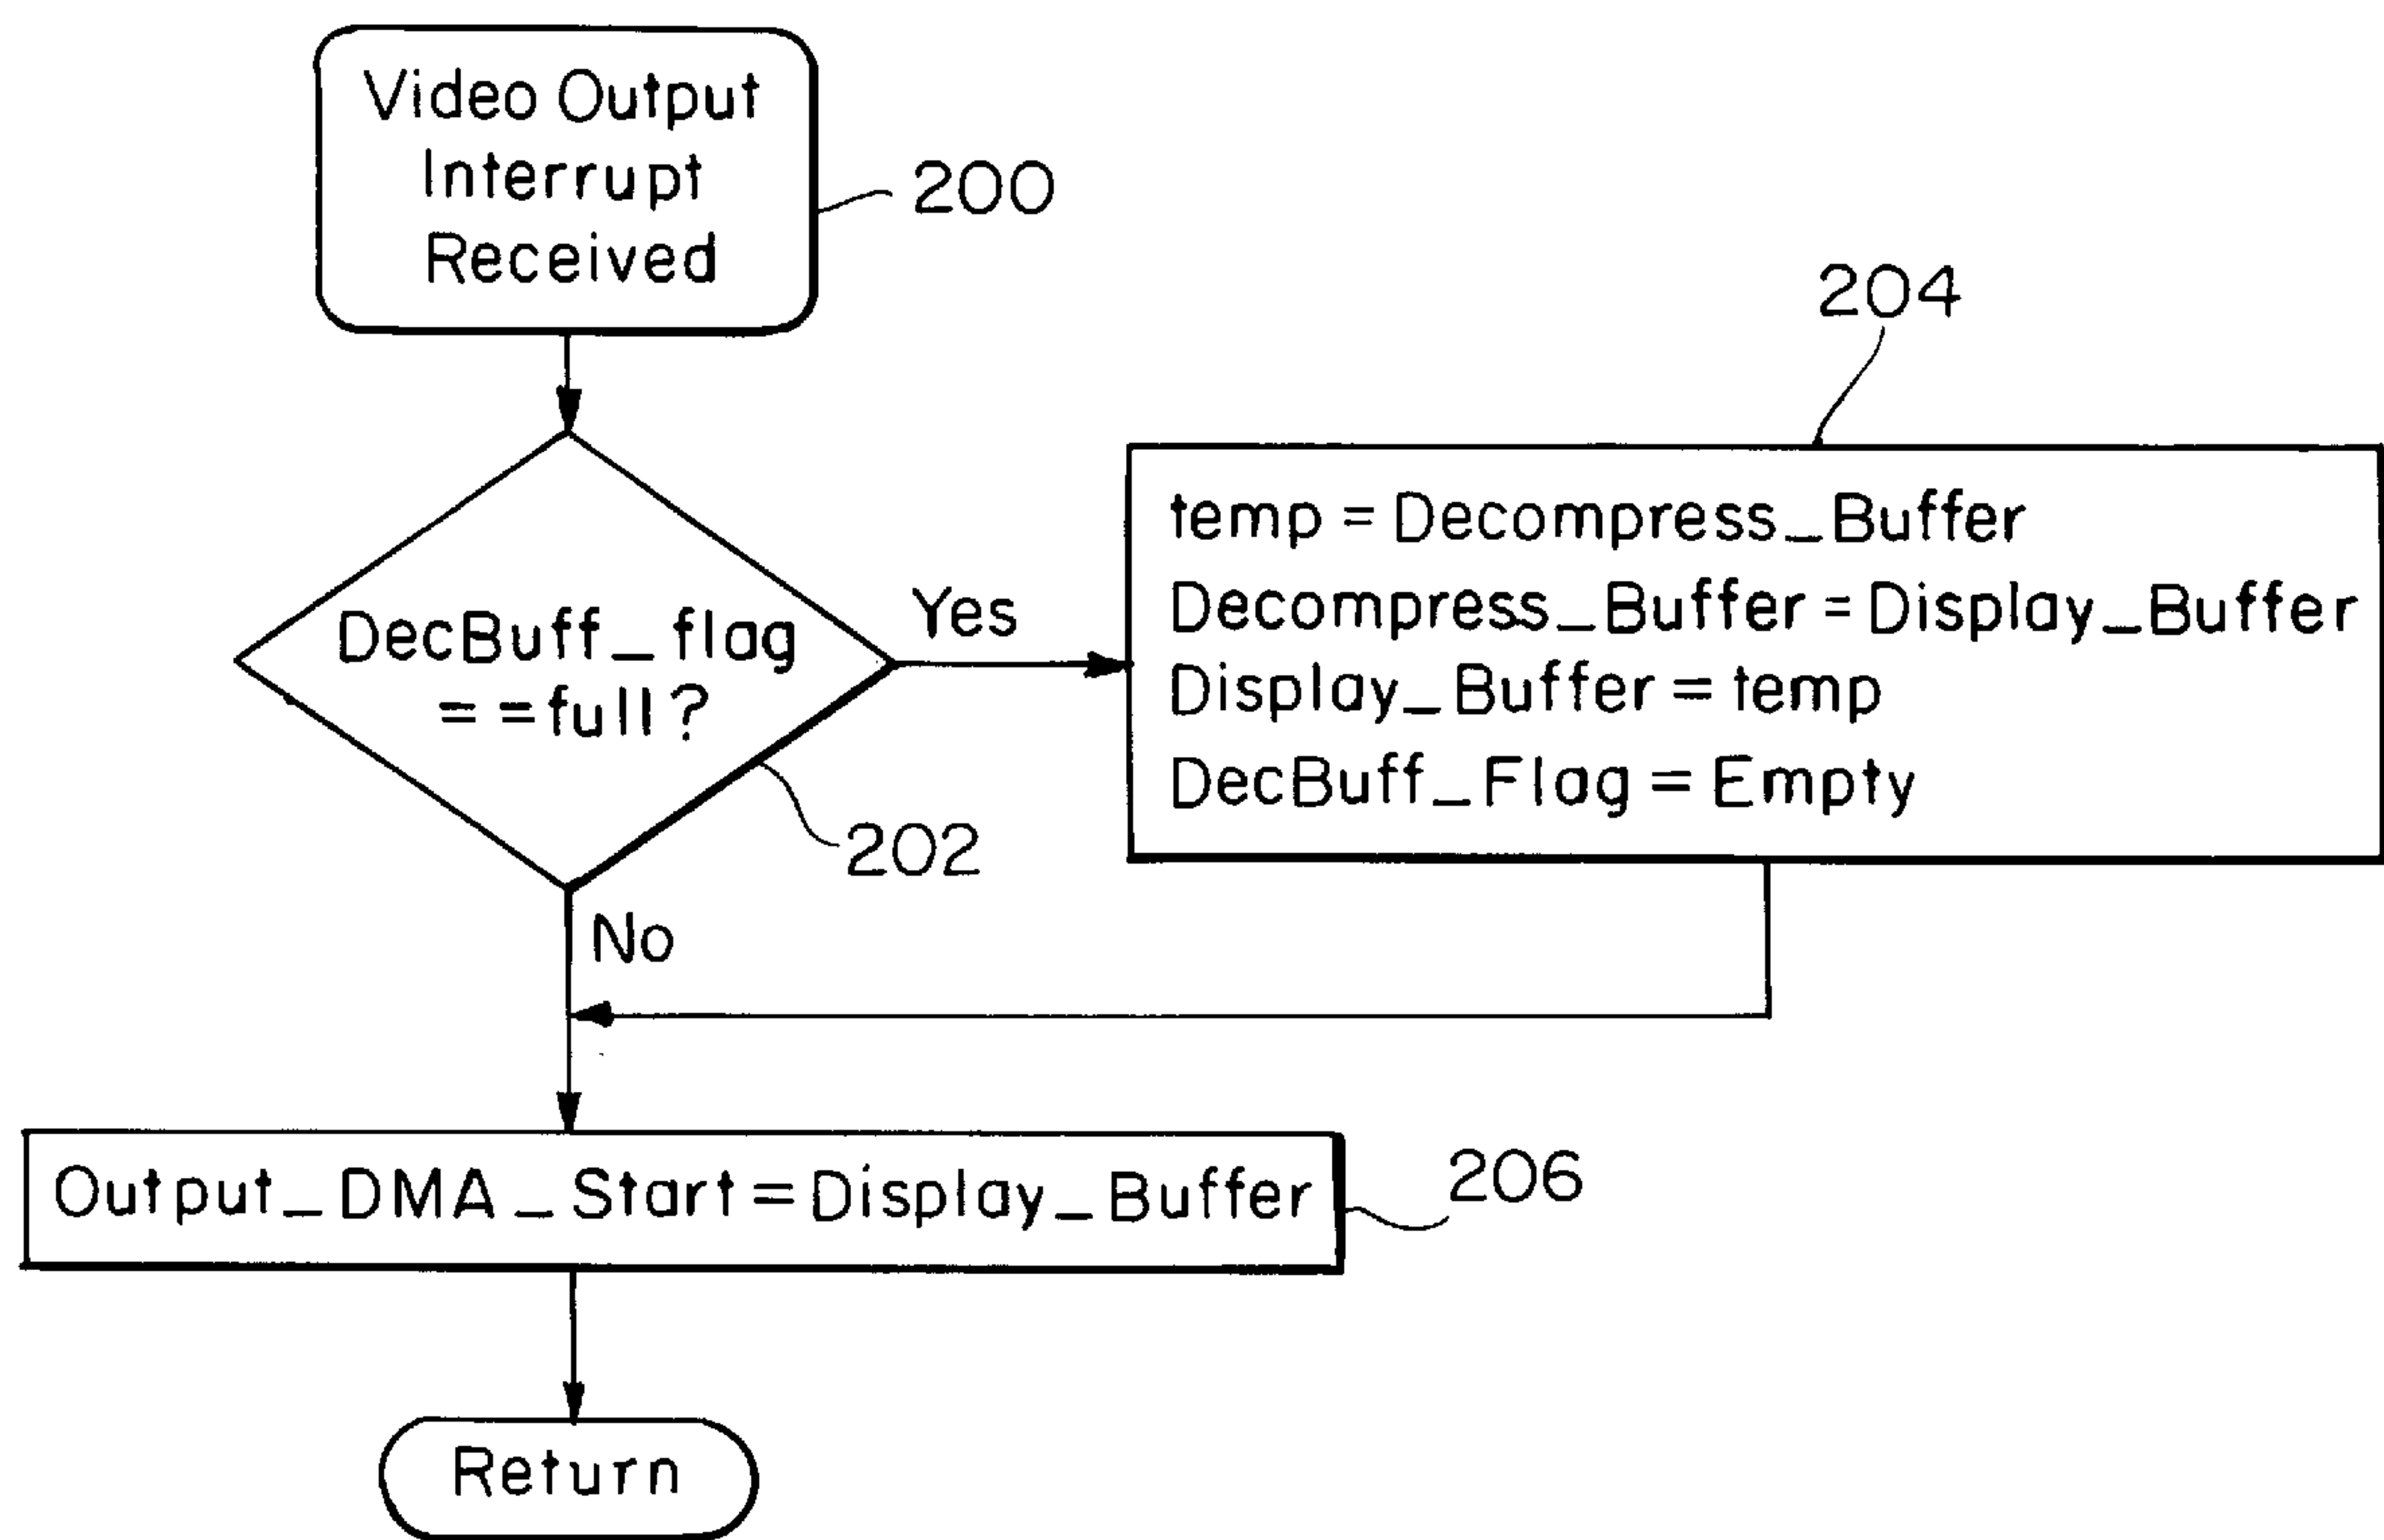 Video Output
Interrupt
Received
200
204
temp = Decompress_Buffer
Decompress_Buffer = Display_Buffer
Display_Buffer = temp
DecBuff_Flag = Empty
DecBuff_flag
==full?
Yes
202
No
Output_DMA_Start = Display_Buffer
206
Return